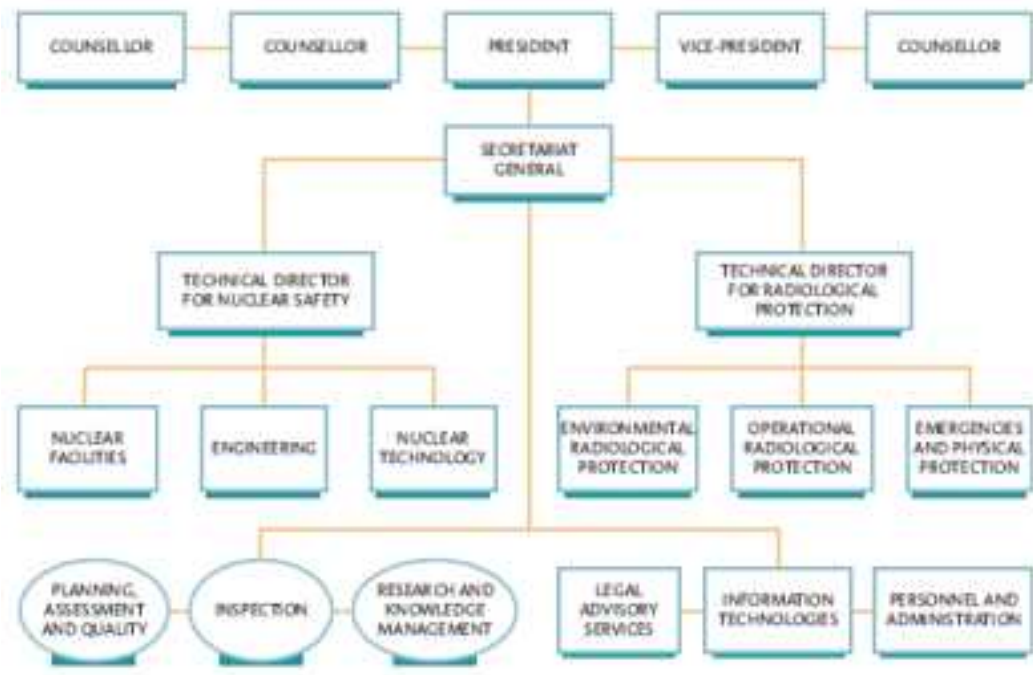 COUNSELLOR
COUNSELLOR
PRESIDENT
VICE-PRESIDENT
COUNSELLOR
SECRETARIAT
GENERAL
TECHNICAL DIRECTOR
FOR NUCLEAR SAFETY
TECHNICAL DIRECTOR
FOR RADIOLOGICAL
PROTECTION
NUCLEAR
FACILITIES
ENGINEERING
NUCLEAR
TECHNOLOGY
ENVIRONMENTAL
RADIOLOGICAL
PROTECTION
OPERATIONAL
RADIOLOGICAL
PROTECTION
EMERGENCIES
AND PHYSICAL
PROTECTION
PLANNING,
ASSESSMENT
AND QUALITY
INSPECTION
RESEARCH AND
KNOWLEDGE
MANAGEMENT
LEGAL
ADVISORY
SERVICES
INFORMATION
TECHNOLOGIES
PERSONNEL AND
ADMINISTRATION